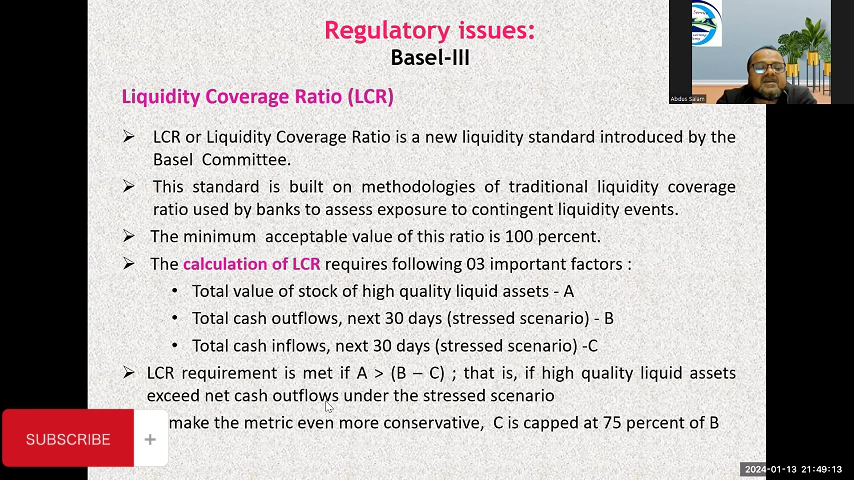 Regulatory issues:
Basel-III
Liquidity Coverage Ratio (LCR)
➢ LCR or Liquidity Coverage Ratio is a new liquidity standard introduced by the
Basel Committee.
➢ This standard is built on methodologies of traditional liquidity coverage
ratio used by banks to assess exposure to contingent liquidity events.
➢ The minimum acceptable value of this ratio is 100 percent.
➢ The calculation of LCR requires following 03 important factors :
• Total value of stock of high quality liquid assets - A
• Total cash outflows, next 30 days (stressed scenario) - B
• Total cash inflows, next 30 days (stressed scenario) -C
➢ LCR requirement is met if A > (B – C) ; that is, if high quality liquid assets
exceed net cash outflows under the stressed scenario
make the metric even more conservative, C is capped at 75 percent of B
Abdus Salam
SUBSCRIBE +
2024-01-13 21:49:13